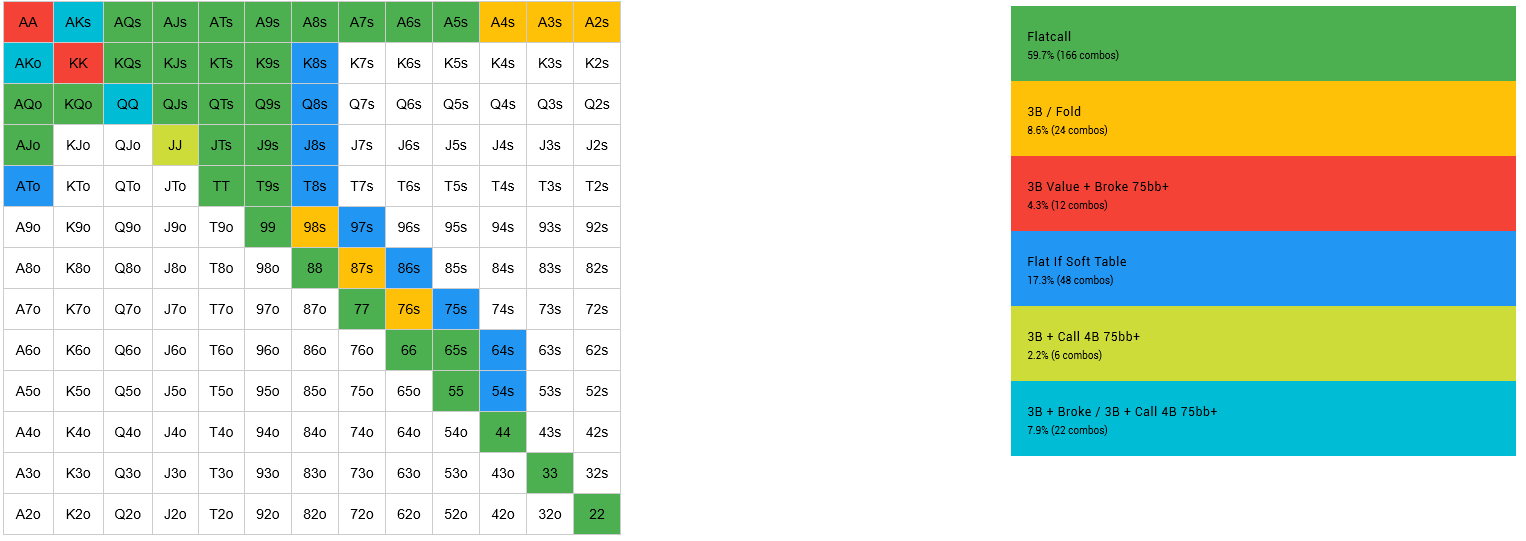 AA AKs AQs AJs ATs A9s A8s A7s A6s A5s A4s A3s A2s
AKo KK KQs KJs KTs K9s K8s K7s K6s K5s K4s K3s K2s
AQo KQo QQ QJs QTs Q9s Q8s Q7s Q6s Q5s Q4s Q3s Q2s
AJo KJo QJo JJ JTs J9s J8s J7s J6s J5s J4s J3s J2s
ATo KTo QTo JTo TT T9s T8s T7s T6s T5s T4s T3s T2s
A9o K9o Q9o J9o T9o 99 98s 97s 96s 95s 94s 93s 92s
A8o K8o Q8o J8o T8o 98o 88 87s 86s 85s 84s 83s 82s
A7o K7o Q7o J7o T7o 97o 87o 77 76s 75s 74s 73s 72s
A6o K6o Q6o J6o T6o 96o 86o 76o 66 65s 64s 63s 62s
A5o K5o Q5o J5o T5o 95o 85o 75o 65o 55 54s 53s 52s
A4o K4o Q4o J4o T4o 94o 84o 74o 64o 54o 44 43s 42s
A3o K3o Q3o J3o T3o 93o 83o 73o 63o 53o 43o 33 32s
A2o K2o Q2o J2o T2o 92o 82o 72o 62o 52o 42o 32o 22
Flatcall
59.7% (166 combos)
3B / Fold
8.6% (24 combos)
3B Value + Broke 75bb+
4.3% (12 combos)
Flat If Soft Table
17.3% (48 combos)
3B + Call 4B 75bb+
2.2% (6 combos)
3B + Broke / 3B + Call 4B 75bb+
7.9% (22 combos)